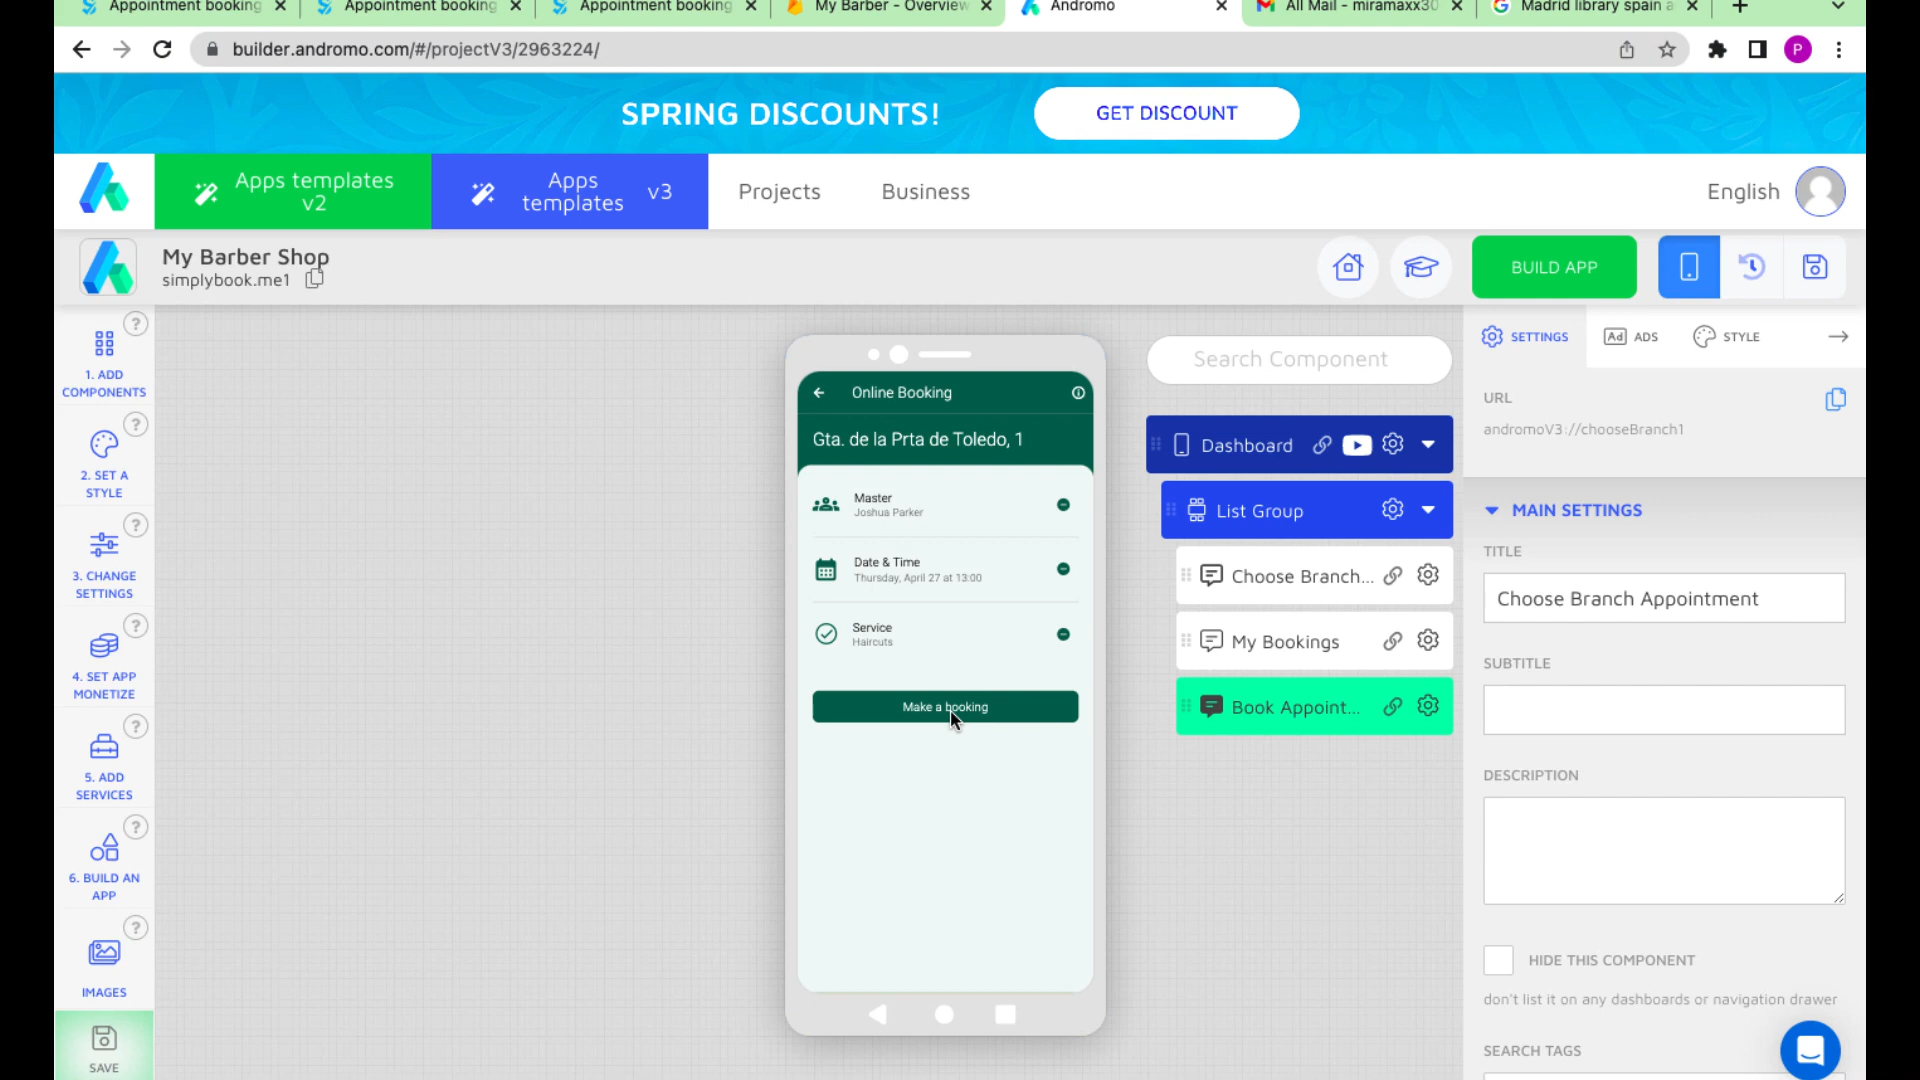 Appointment booking
Appointment booking
Appointment booking
My Barber - Overview
Andromo
All Mail - miramaxx30
Madrid library spain a
builder.andromo.com/#/projectV3/2963224/
P
SPRING DISCOUNTS!
GET DISCOUNT
Apps templates
v2
Apps
templates
v3
Projects
Business
English
My Barber Shop
simplybook.me1
BUILD APP
?
1. ADD
COMPONENTS
?
2. SET A
STYLE
?
3. CHANGE
SETTINGS
?
4. SET APP
MONETIZE
?
5. ADD
SERVICES
?
6. BUILD AN
APP
?
IMAGES
SAVE
Online Booking
Gta. de la Prta de Toledo, 1
Master
Joshua Parker
Date & Time
Thursday, April 27 at 13:00
Service
Haircuts
Make a booking
Search Component
Dashboard
List Group
Choose Branch...
My Bookings
Book Appoint...
SETTINGS
Ad ADS
STYLE
URL
andromoV3://chooseBranch1
MAIN SETTINGS
TITLE
Choose Branch Appointment
SUBTITLE
DESCRIPTION
HIDE THIS COMPONENT
don't list it on any dashboards or navigation drawer
SEARCH TAGS